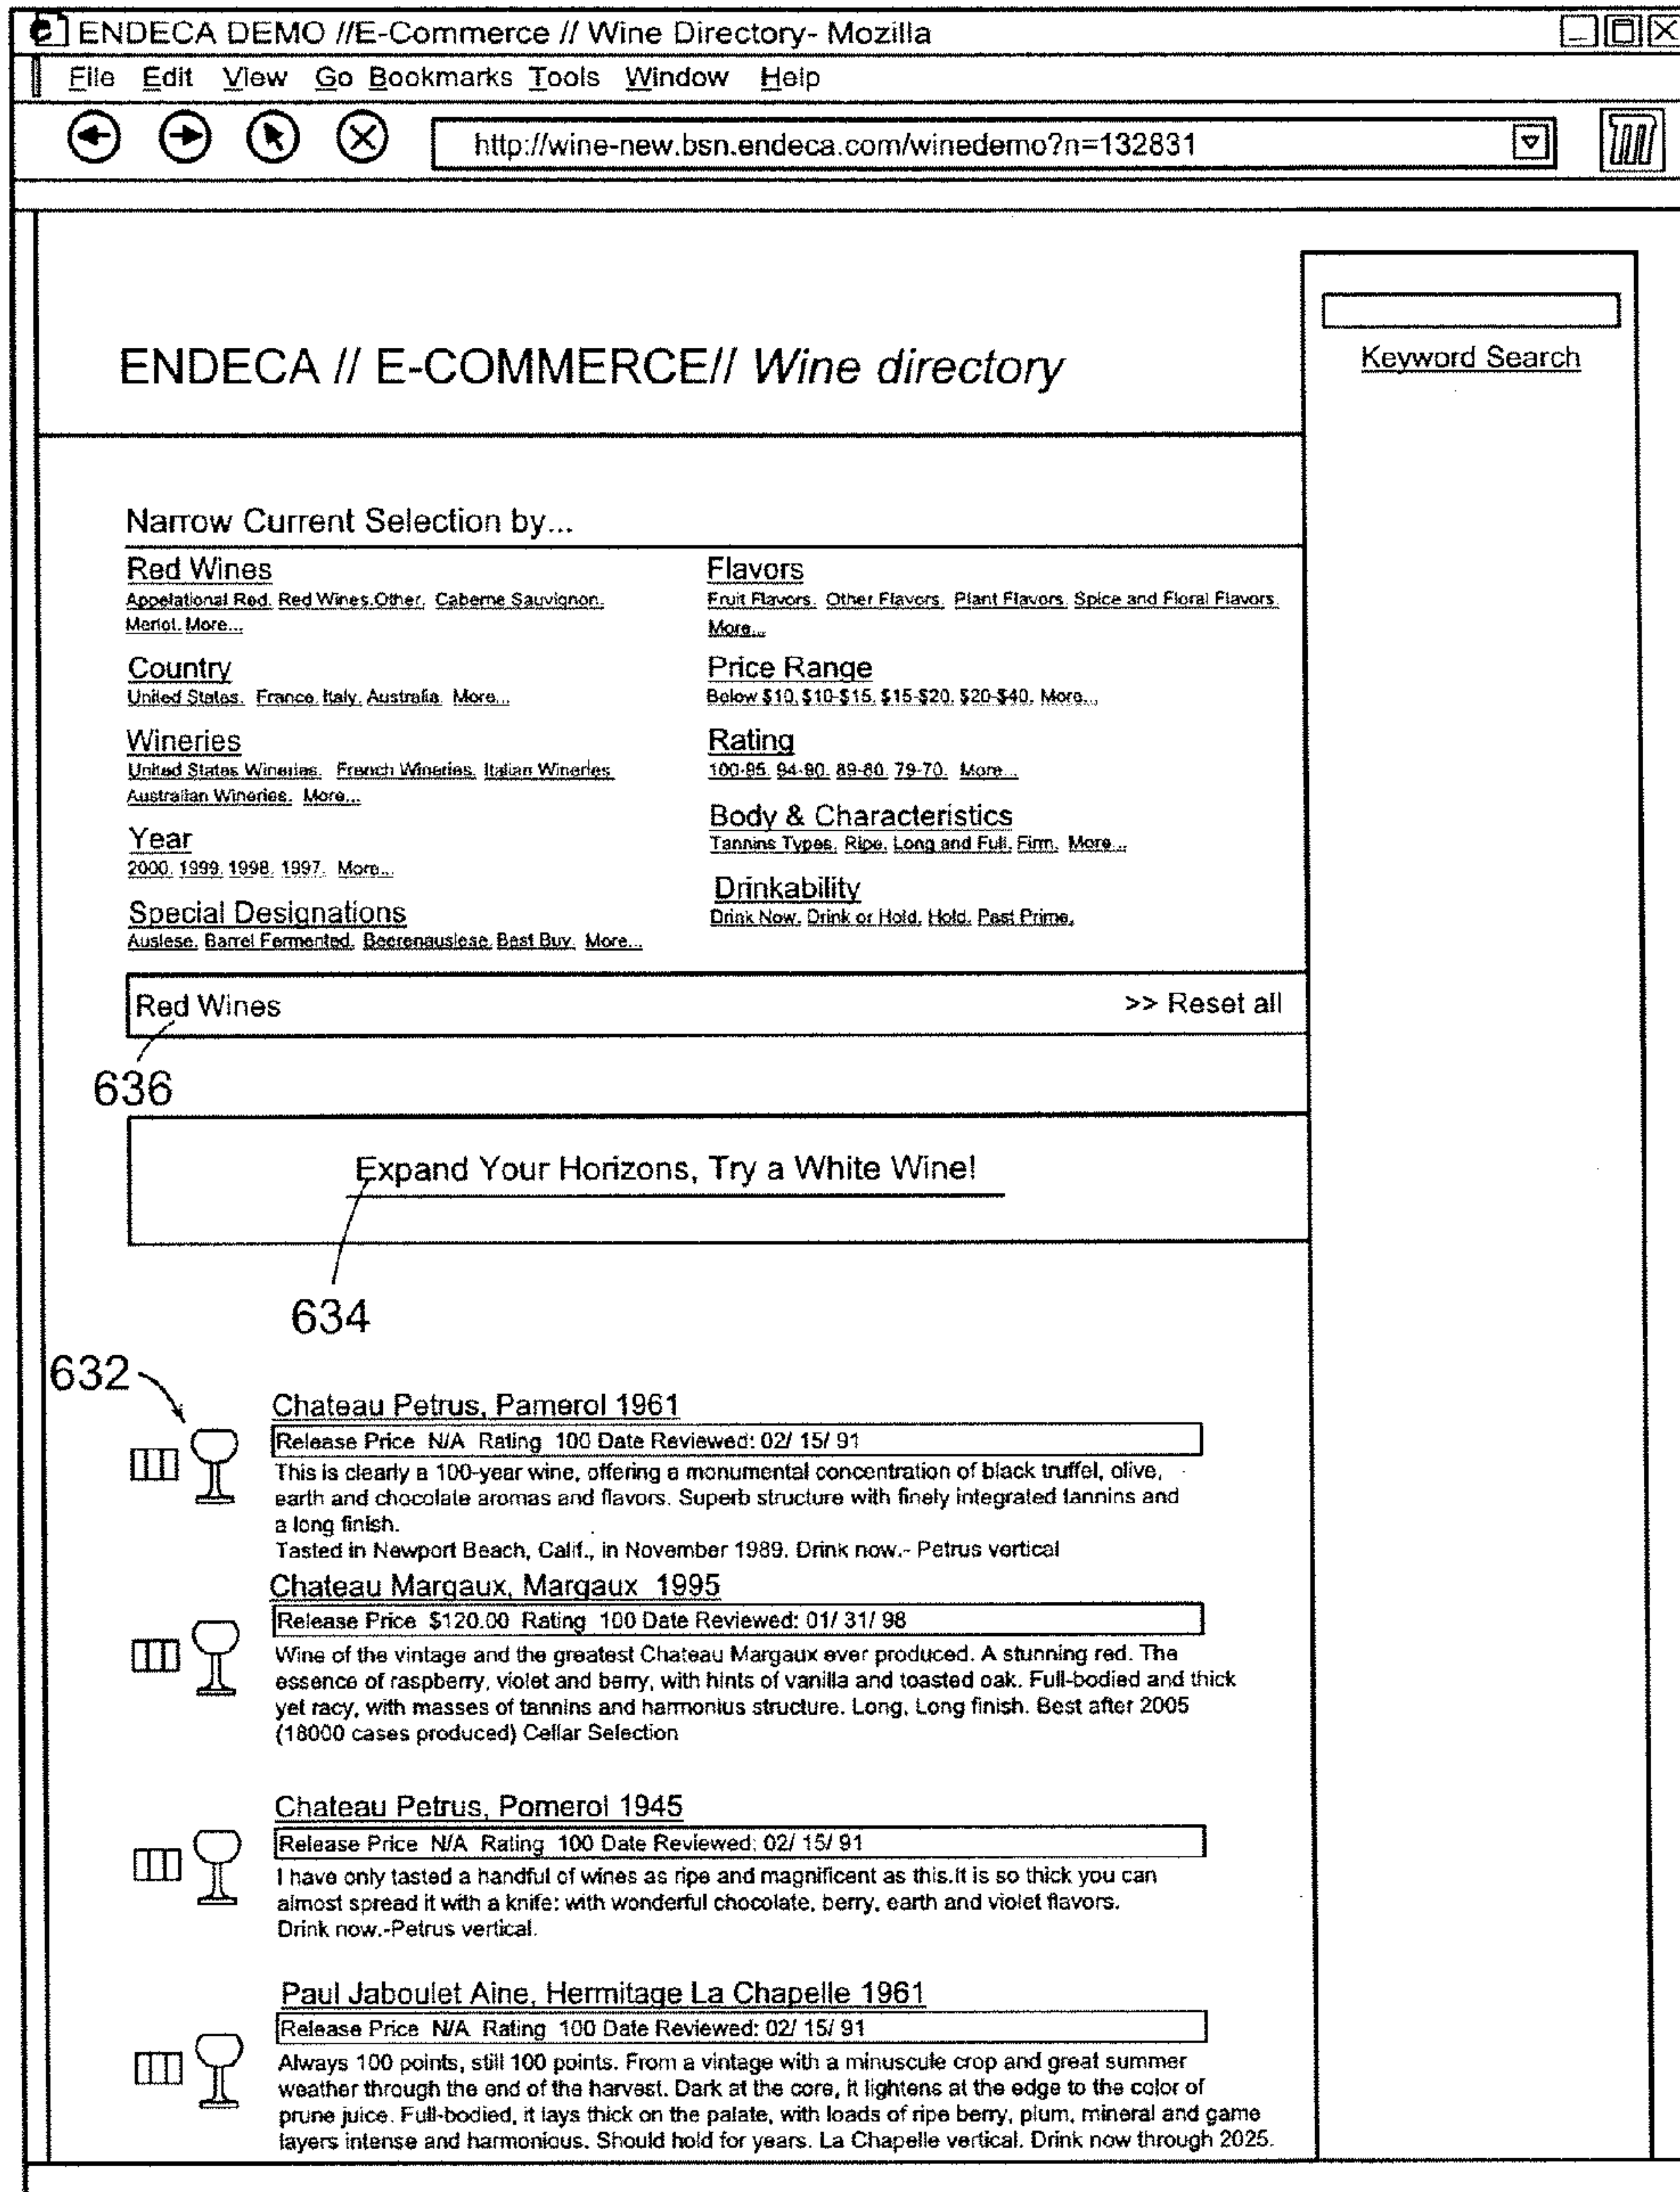 ENDECA DEMO //E-Commerce // Wine Directory- Mozilla
File Edit View Go Bookmarks Tools Window Help
http://wine-new.bsn.endeca.com/winedemo?n=132831
Keyword Search
ENDECA // E-COMMERCE// Wine directory
Narrow Current Selection by...
Red Wines
Appelational Red, Red Wines,Other, Caberne Sauvignon,
Merlot, More...
Country
United States, France, Italy, Australia, More...
Wineries
United States Wineries, French Wineries, Italian Wineries,
Australian Wineries, More...
Year
2000, 1999, 1998, 1997, More...
Special Designations
Auslese, Barrel Fermented, Beerenauslese, Best Buy, More...
Flavors
Fruit Flavors, Other Flavors, Plant Flavors, Spice and Floral Flavors,
More...
Price Range
Below $10, $10-$15, $15-$20, $20-$40, More...
Rating
100-95, 94-90, 89-80, 79-70, More...
Body & Characteristics
Tannins Types, Ripe, Long and Full, Firm, More...
Drinkability
Drink Now, Drink or Hold, Hold, Past Prime,
Red Wines >> Reset all
636
Expand Your Horizons, Try a White Wine!
634
632
Chateau Petrus, Pamerol 1961
Release Price N/A Rating 100 Date Reviewed: 02/ 15/ 91
This is clearly a 100-year wine, offering a monumental concentration of black truffel, olive,
earth and chocolate aromas and flavors. Superb structure with finely integrated tannins and
a long finish.
Tasted in Newport Beach, Calif., in November 1989. Drink now.- Petrus vertical
Chateau Margaux, Margaux 1995
Release Price $120.00 Rating 100 Date Reviewed: 01/ 31/ 98
Wine of the vintage and the greatest Chateau Margaux ever produced. A stunning red. The
essence of raspberry, violet and berry, with hints of vanilla and toasted oak. Full-bodied and thick
yet racy, with masses of tannins and harmonius structure. Long, Long finish. Best after 2005
(18000 cases produced) Cellar Selection
Chateau Petrus, Pomerol 1945
Release Price N/A Rating 100 Date Reviewed: 02/ 15/ 91
I have only tasted a handful of wines as ripe and magnificent as this.It is so thick you can
almost spread it with a knife: with wonderful chocolate, berry, earth and violet flavors.
Drink now.-Petrus vertical.
Paul Jaboulet Aine, Hermitage La Chapelle 1961
Release Price N/A Rating 100 Date Reviewed: 02/ 15/ 91
Always 100 points, still 100 points. From a vintage with a minuscule crop and great summer
weather through the end of the harvest. Dark at the core, it lightens at the edge to the color of
prune juice. Full-bodied, it lays thick on the palate, with loads of ripe berry, plum, mineral and game
layers intense and harmonious. Should hold for years. La Chapelle vertical. Drink now through 2025.